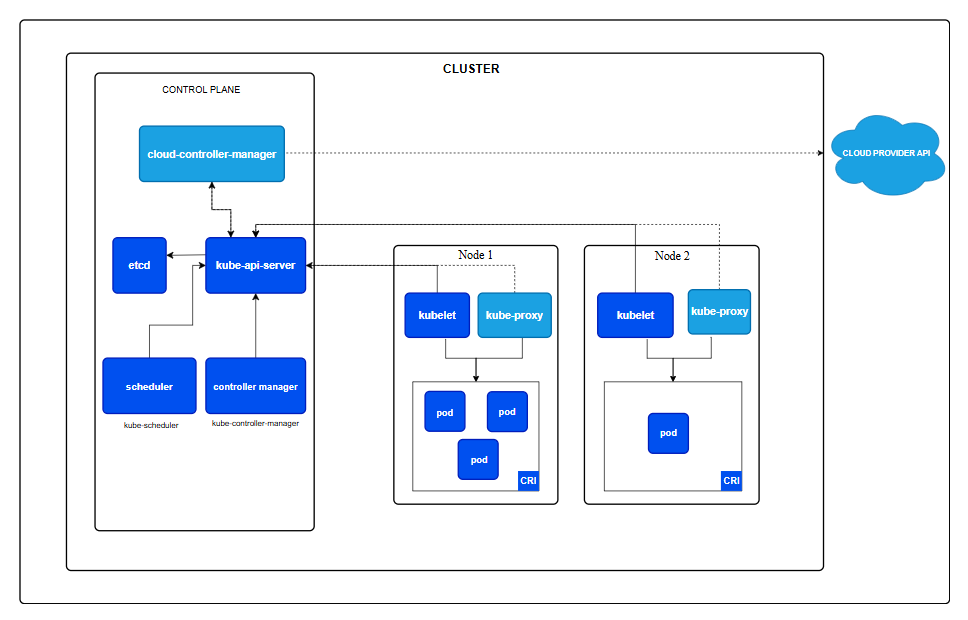 CLUSTER
CONTROL PLANE
cloud-controller-manager
CLOUD PROVIDER API
etcd
kube-api-server
scheduler
kube-scheduler
controller manager
kube-controller-manager
Node 1
kubelet
kube-proxy
pod
pod
pod
CRI
Node 2
kubelet
kube-proxy
pod
CRI